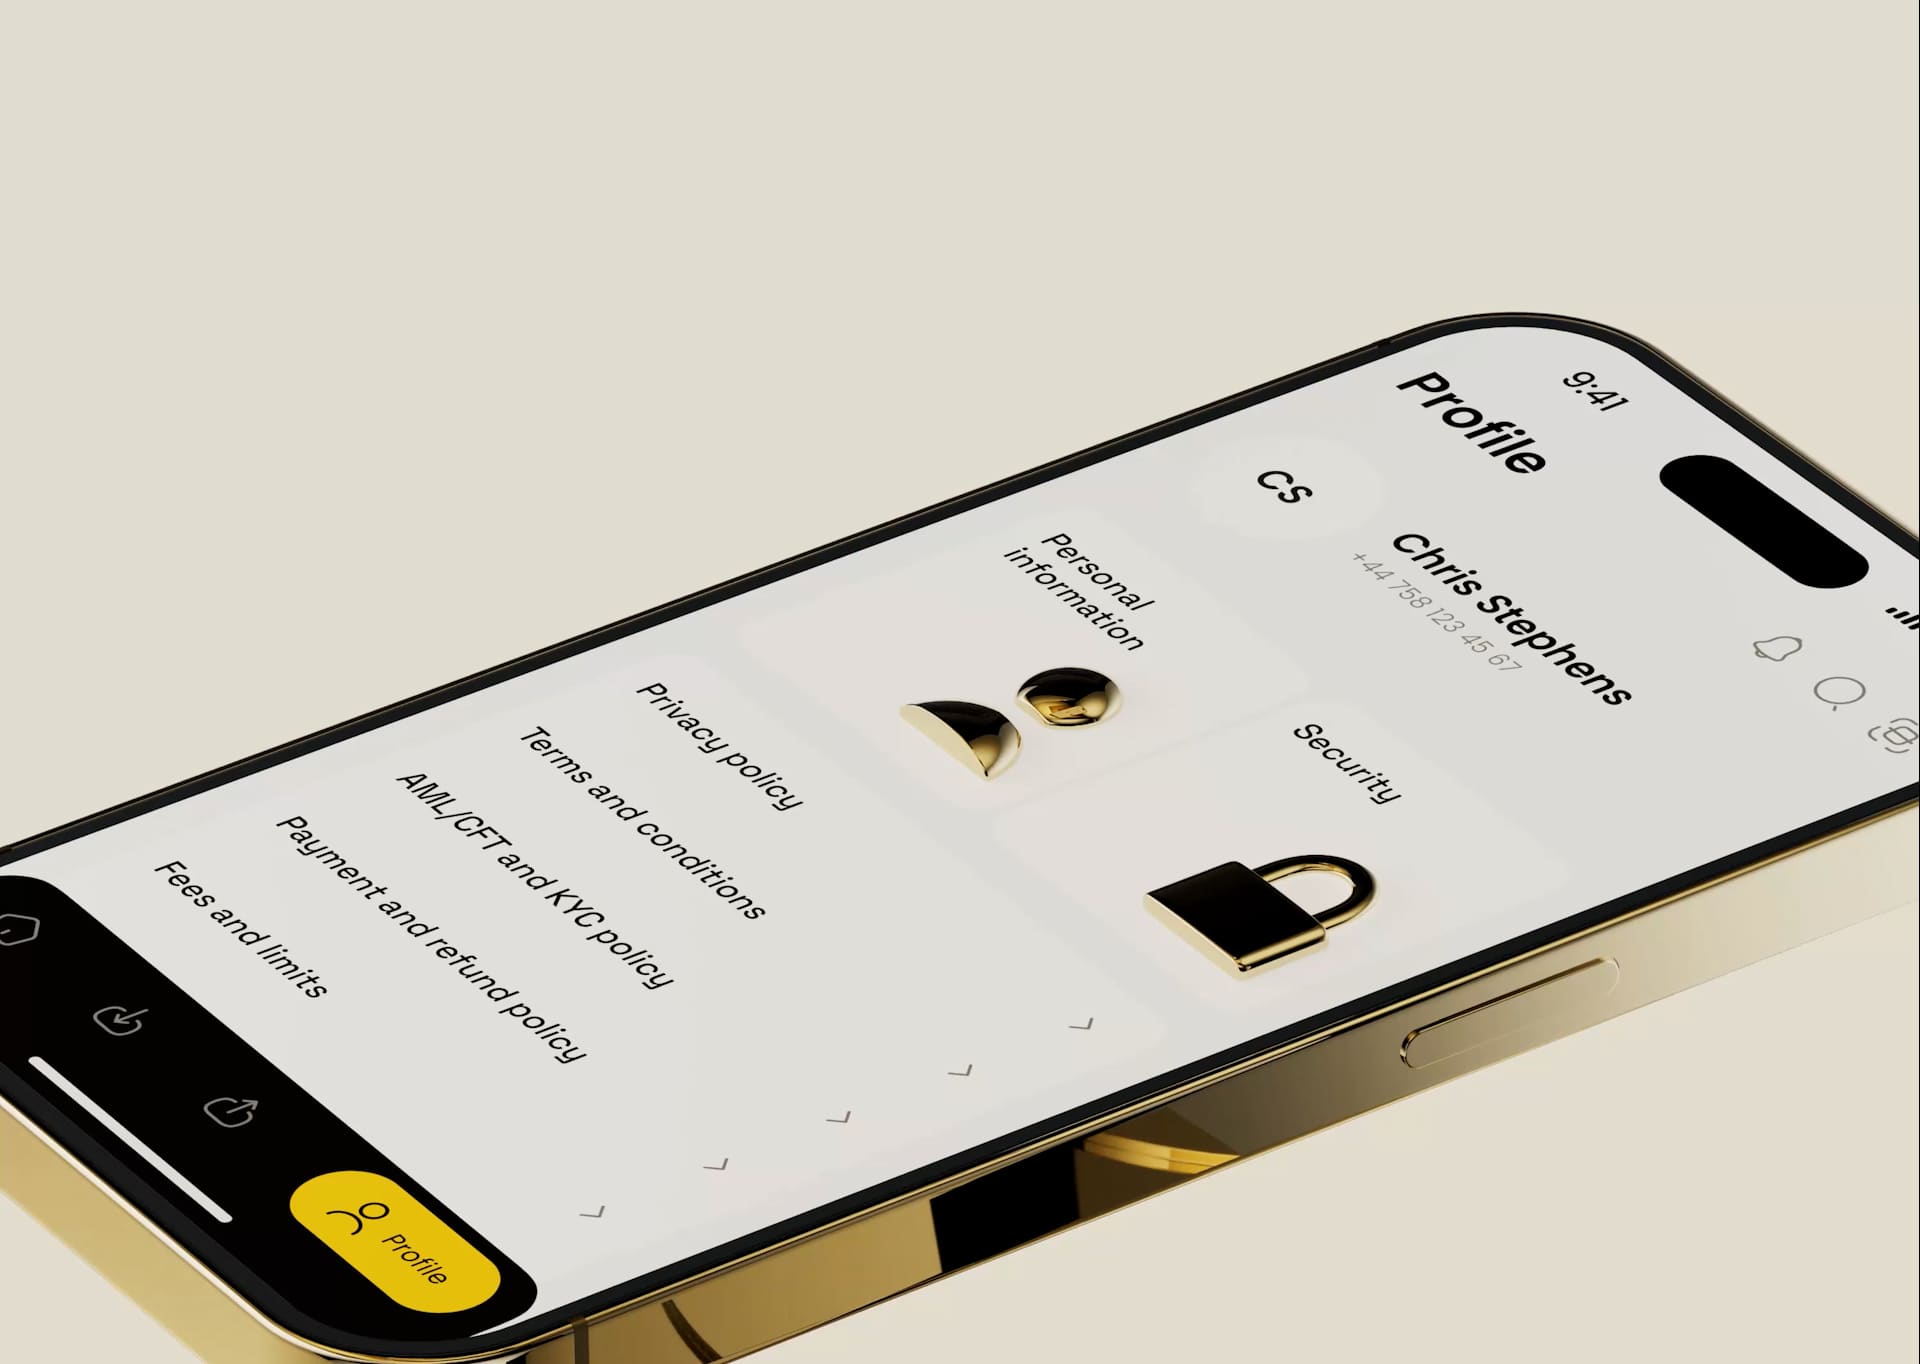 9:41
Profile
CS
Chris Stephens
+44 758 123 45 67
Personal
information
Security
Privacy policy
Terms and conditions
AML/CFT and KYC policy
Payment and refund policy
Fees and limits
Profile